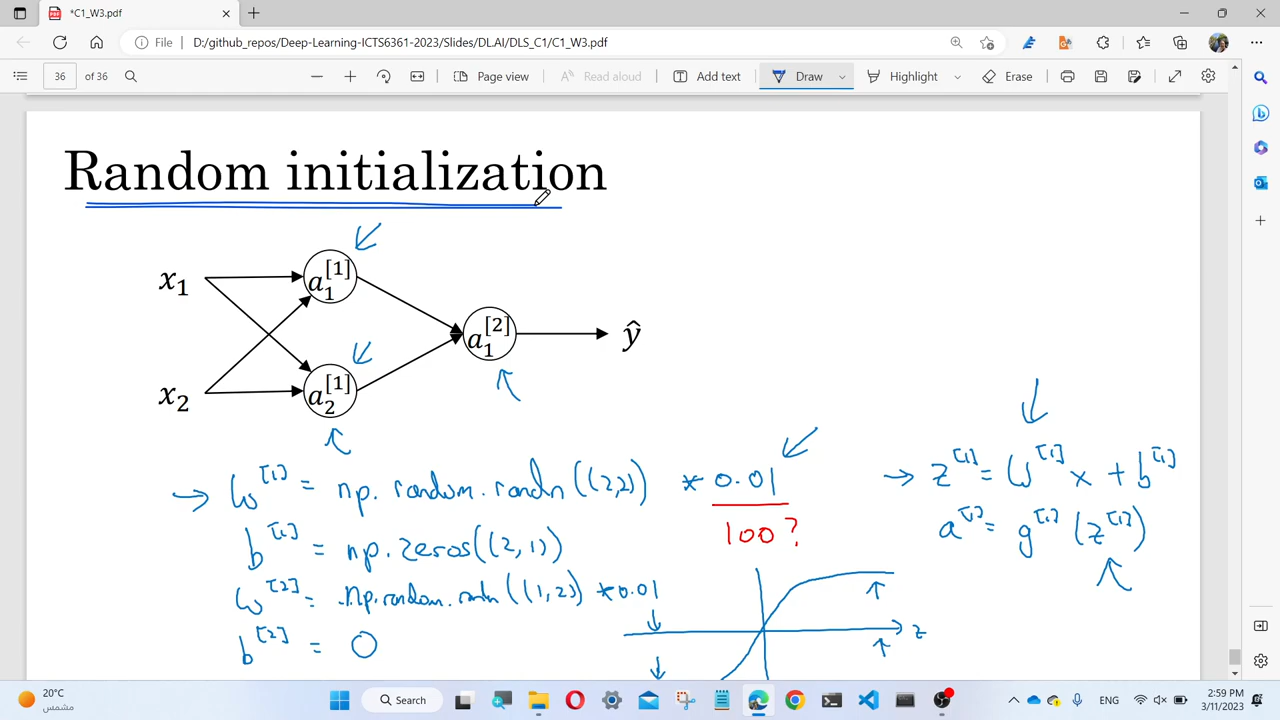 *C1_W3.pdf
File D:/github_repos/Deep-Learning-ICTS6361-2023/Slides/DL.AI/DLS_C1/C1_W3.pdf
36 of 36 Page view Read aloud Add text Draw Highlight Erase
Random initialization
x₁ a₁^[1]
a₁^[2] ŷ
x₂ a₂^[1]
→ W^[1] = np.random.randn((2,2)) * 0.01
100?
b^[1] = np.zeros((2,1))
W^[2] = np.random.randn((1,2)) * 0.01
b^[2] = 0
→ z^[1] = W^[1] x + b^[1]
a^[1] = g^[1] (z^[1])
z
20°C
مشمس
Search
ENG
2:59 PM
3/11/2023